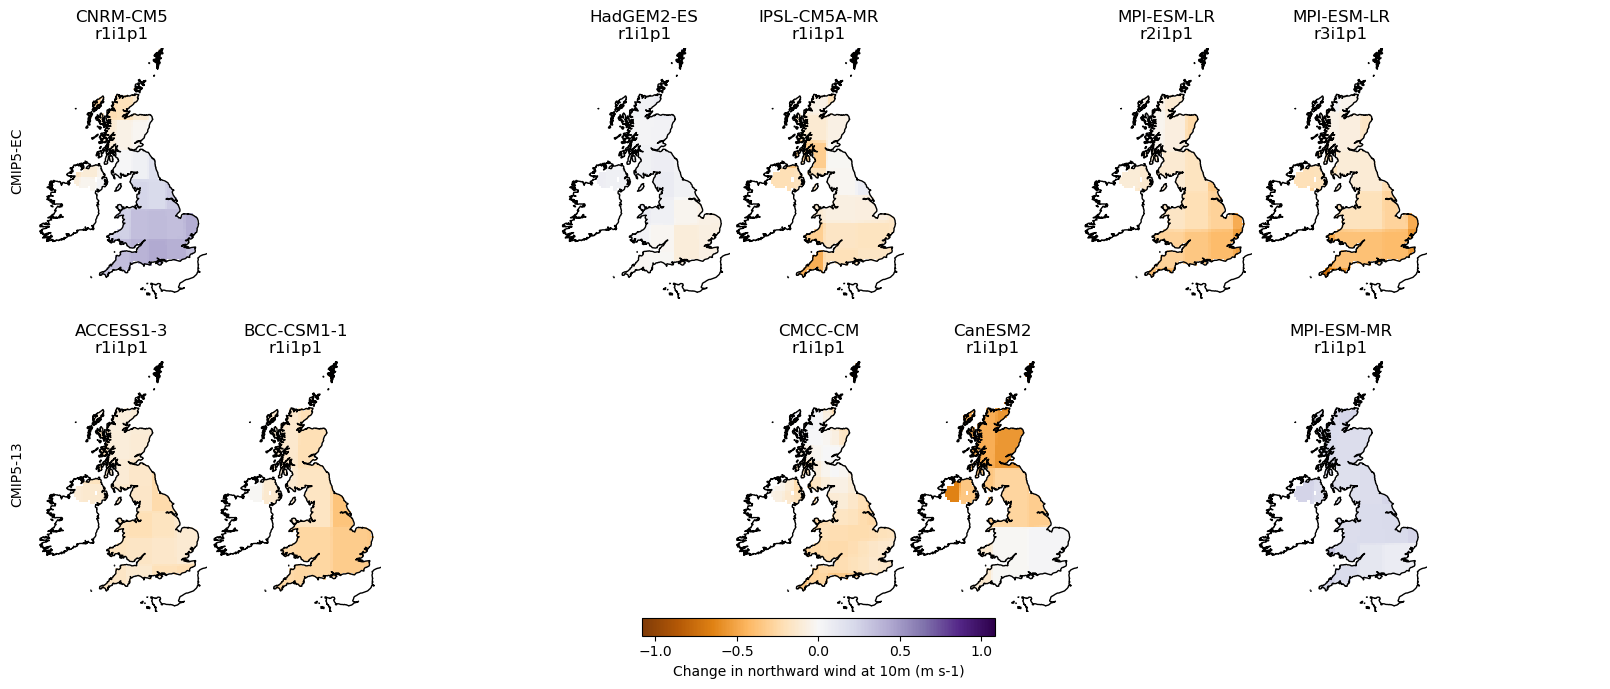 CNRM-CM5
r1i1p1
HadGEM2-ES
r1i1p1
IPSL-CM5A-MR
r1i1p1
MPI-ESM-LR
r2i1p1
MPI-ESM-LR
r3i1p1
CMIP5-EC
ACCESS1-3
r1i1p1
BCC-CSM1-1
r1i1p1
CMCC-CM
r1i1p1
CanESM2
r1i1p1
MPI-ESM-MR
r1i1p1
CMIP5-13
−1.0 −0.5 0.0 0.5 1.0
Change in northward wind at 10m (m s-1)